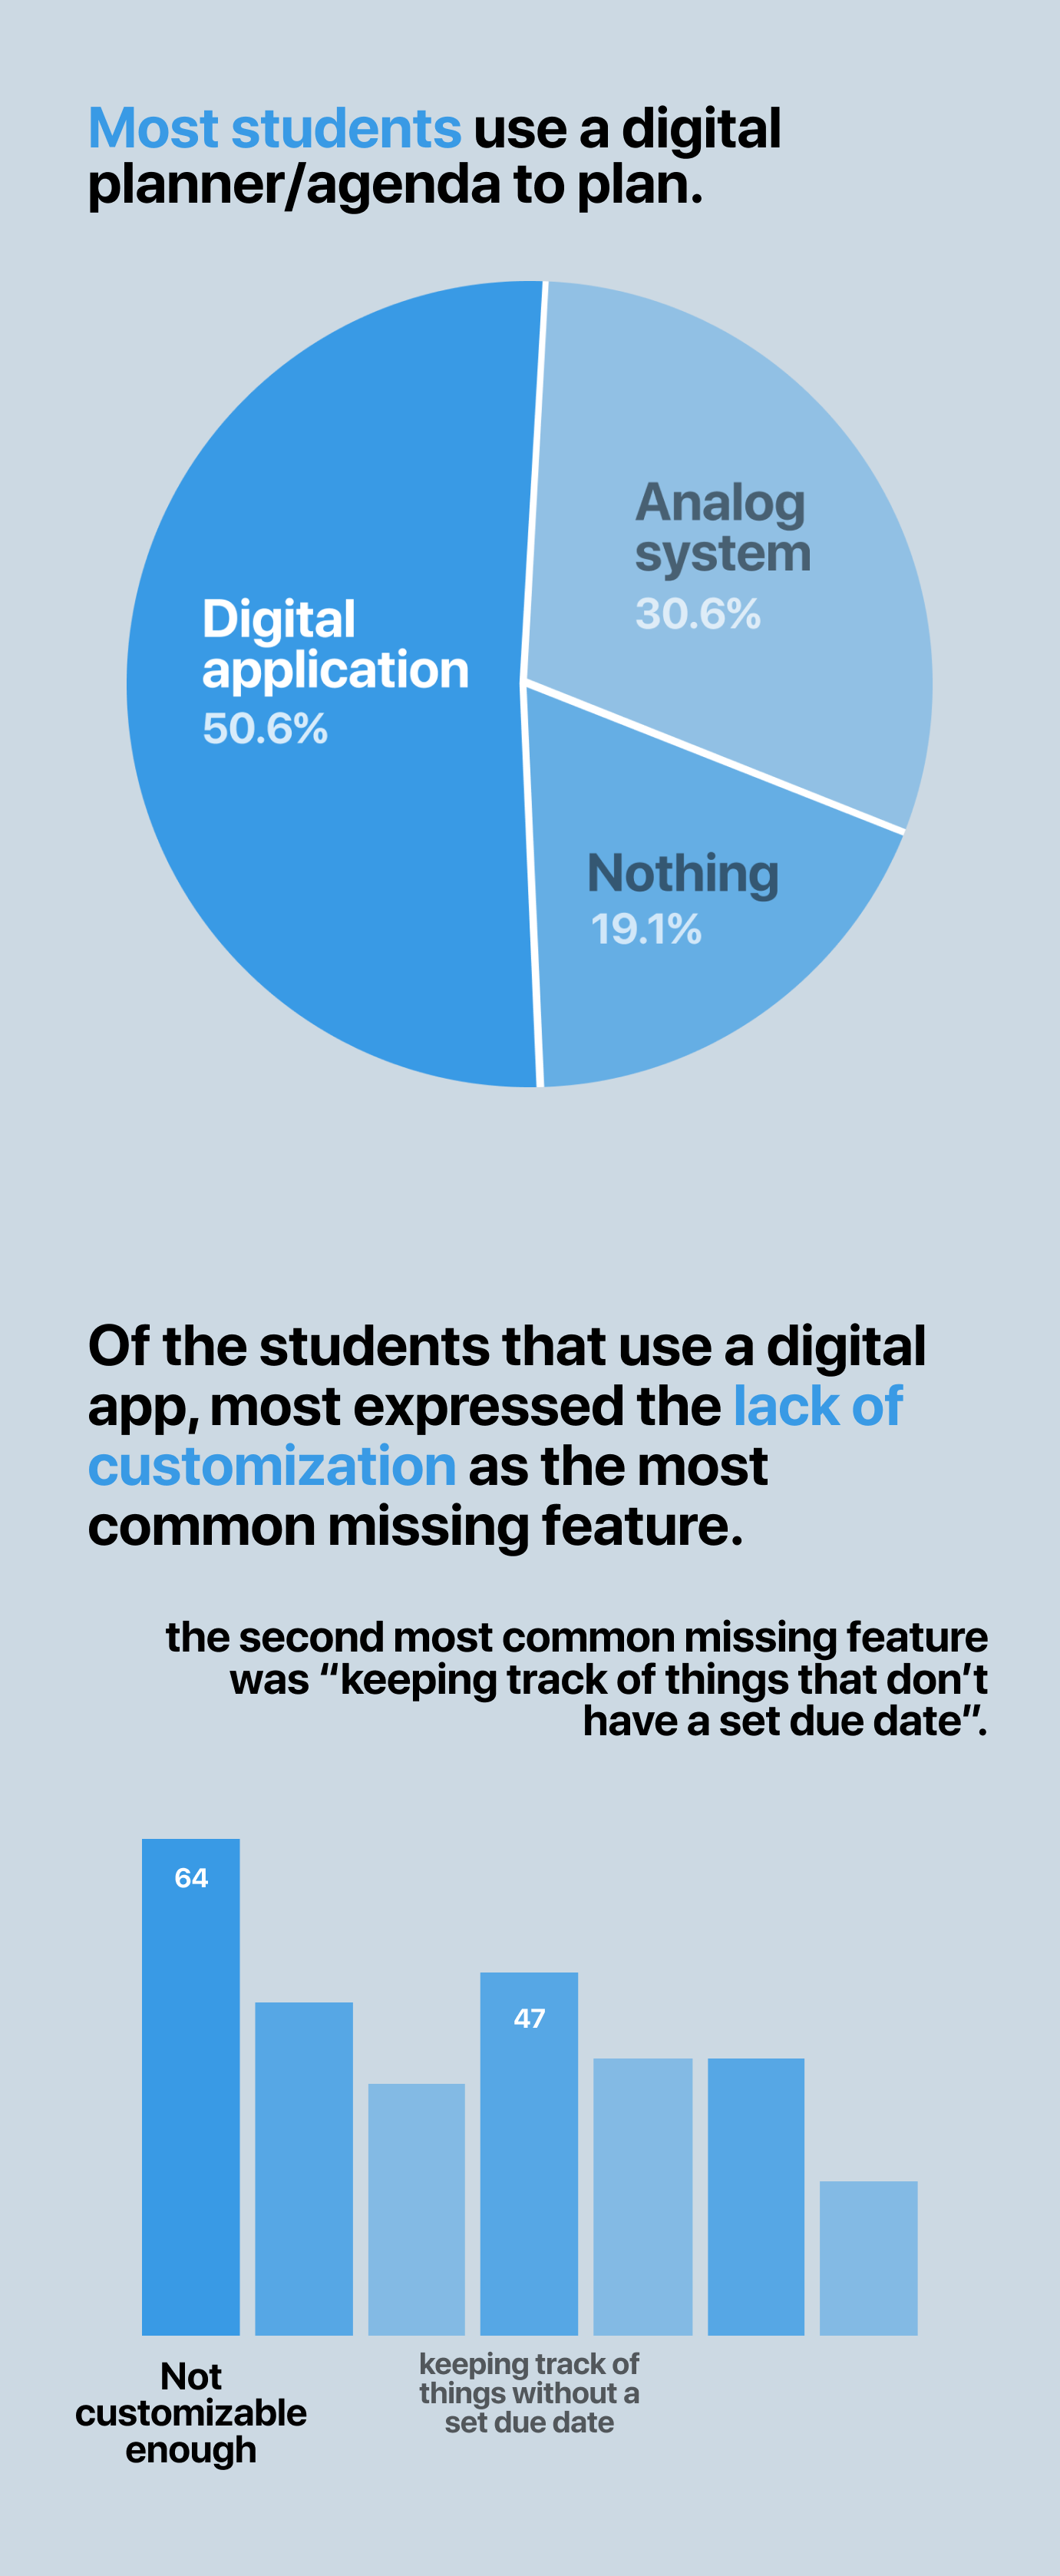 Most students use a digital
planner/agenda to plan.
Analog
system
30.6%
Digital
application
50.6%
Nothing
19.1%
Of the students that use a digital
app, most expressed the lack of
customization as the most
common missing feature.
the second most common missing feature
was “keeping track of things that don’t
have a set due date”.
64
47
Not
customizable
enough
keeping track of
things without a
set due date